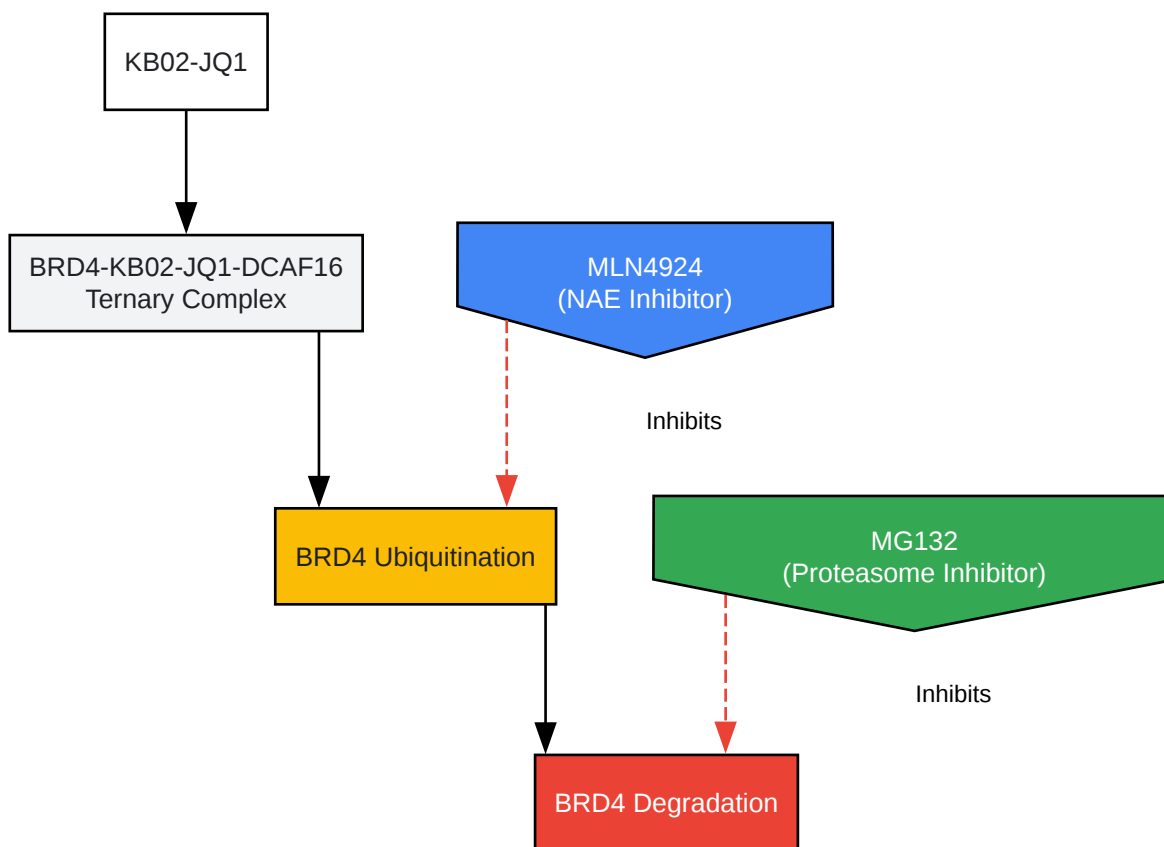 KB02-JQ1
BRD4-KB02-JQ1-DCAF16
Ternary Complex
MLN4924
(NAE Inhibitor)
Inhibits
BRD4 Ubiquitination
MG132
(Proteasome Inhibitor)
Inhibits
BRD4 Degradation